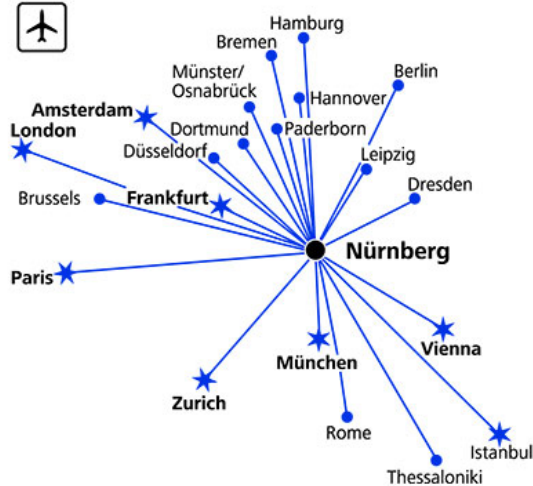 Hamburg
Bremen
Münster/
Osnabrück
Berlin
Hannover
Amsterdam
London
Dortmund
Paderborn
Düsseldorf
Leipzig
Brussels
Frankfurt
Dresden
Nürnberg
Paris
München
Vienna
Zurich
Rome
Istanbul
Thessaloniki